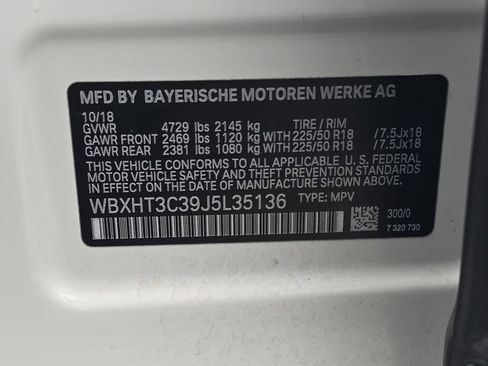 MFD BY BAYERISCHE MOTOREN WERKE AG
10/18
GVWR 4729 lbs 2145 kg TIRE / RIM
GAWR FRONT 2469 lbs 1120 kg WITH 225/50 R18 / 7.5Jx18
GAWR REAR 2381 lbs 1080 kg WITH 225/50 R18 / 7.5Jx18
THIS VEHICLE CONFORMS TO ALL APPLICABLE U. S. FEDERAL
MOTOR VEHICLE SAFETY, BUMPER AND THEFT PREVENTION STANDARDS
IN EFFECT ON THE DATE OF MANUFACTURE SHOWN ABOVE.
WBXHT3C39J5L35136 TYPE: MPV
300/0
7 320 730